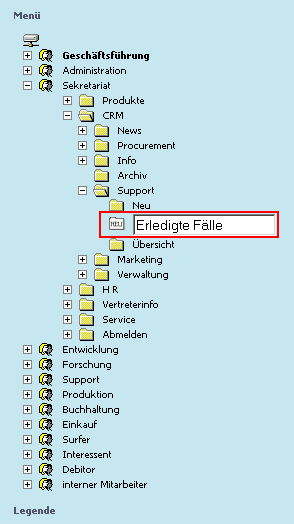 Menü
Geschäftsführung
Administration
Sekretariat
Produkte
CRM
News
Procurement
Info
Archiv
Support
Neu
NEU Erledigte Fälle
Übersicht
Marketing
Verwaltung
H R
Vertreterinfo
Service
Abmelden
Entwicklung
Forschung
Support
Produktion
Buchhaltung
Einkauf
Surfer
Interessent
Debitor
interner Mitarbeiter
Legende